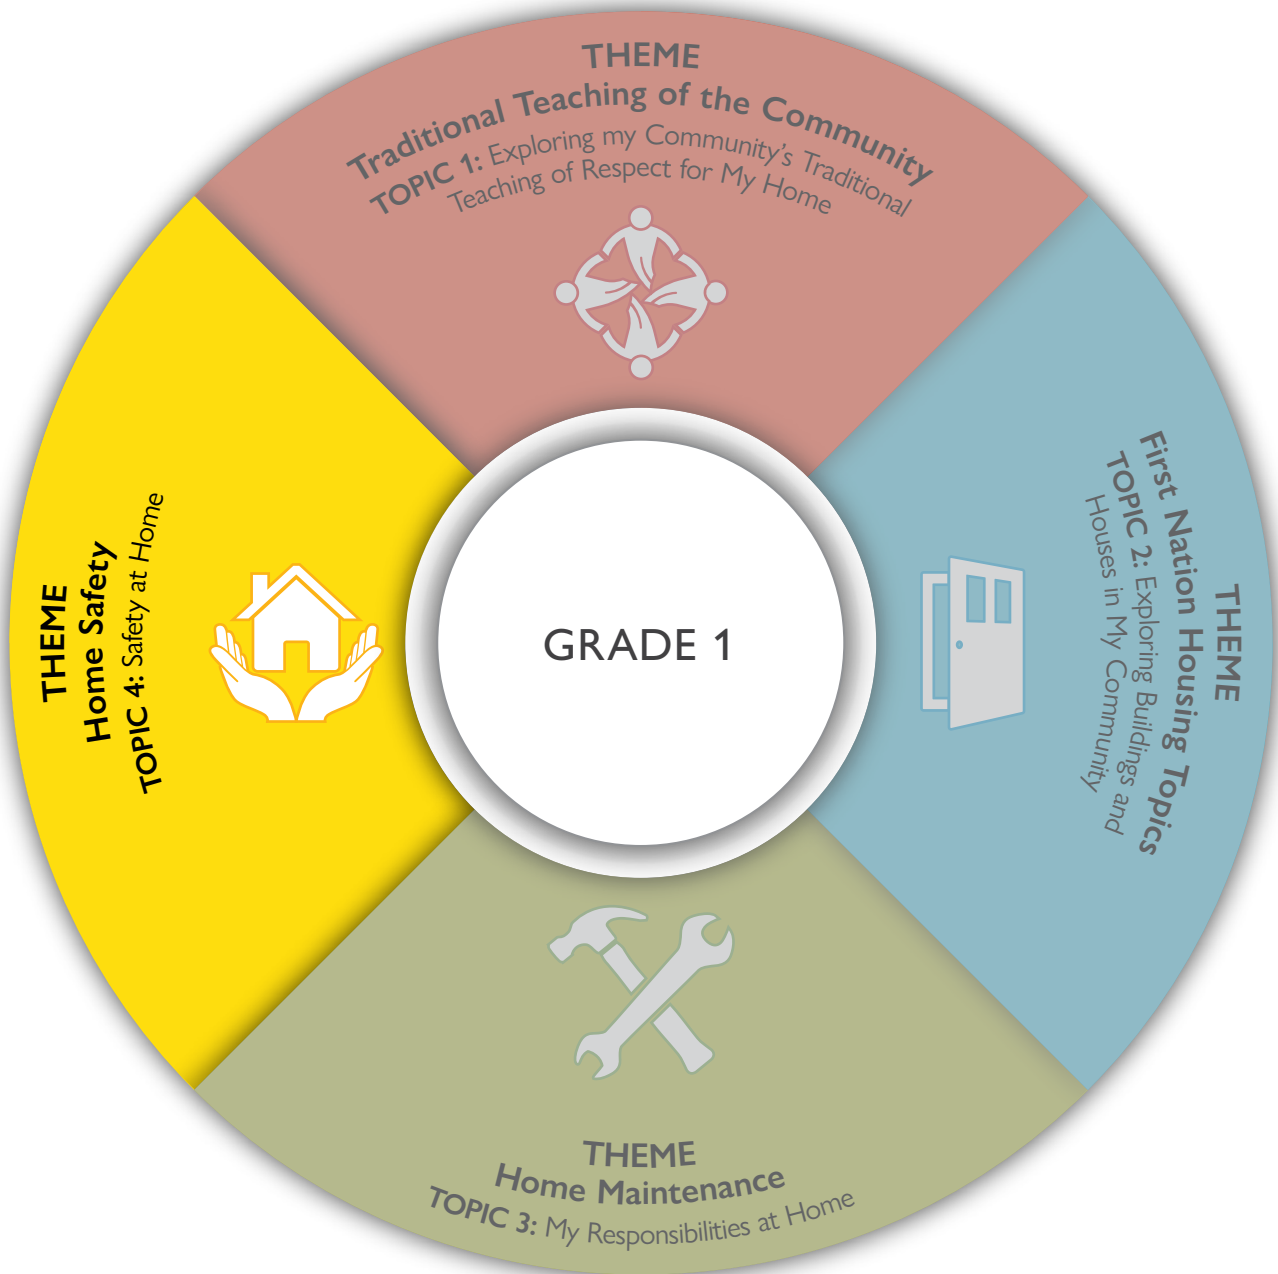 THEME
Traditional Teaching of the Community
TOPIC 1: Exploring my Community's Traditional
Teaching of Respect for My Home
THEME
First Nation Housing Topics
TOPIC 2: Exploring Buildings and
Houses in My Community
THEME
Home Maintenance
TOPIC 3: My Responsibilities at Home
THEME
Home Safety
TOPIC 4: Safety at Home
GRADE 1